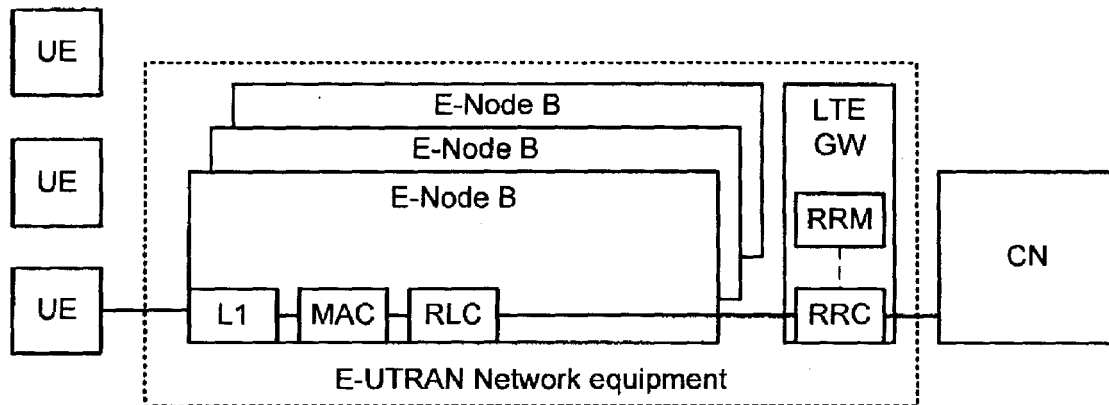 UE
UE
UE
E-Node B
E-Node B
E-Node B
L1
MAC
RLC
LTE
GW
RRM
RRC
CN
E-UTRAN Network equipment